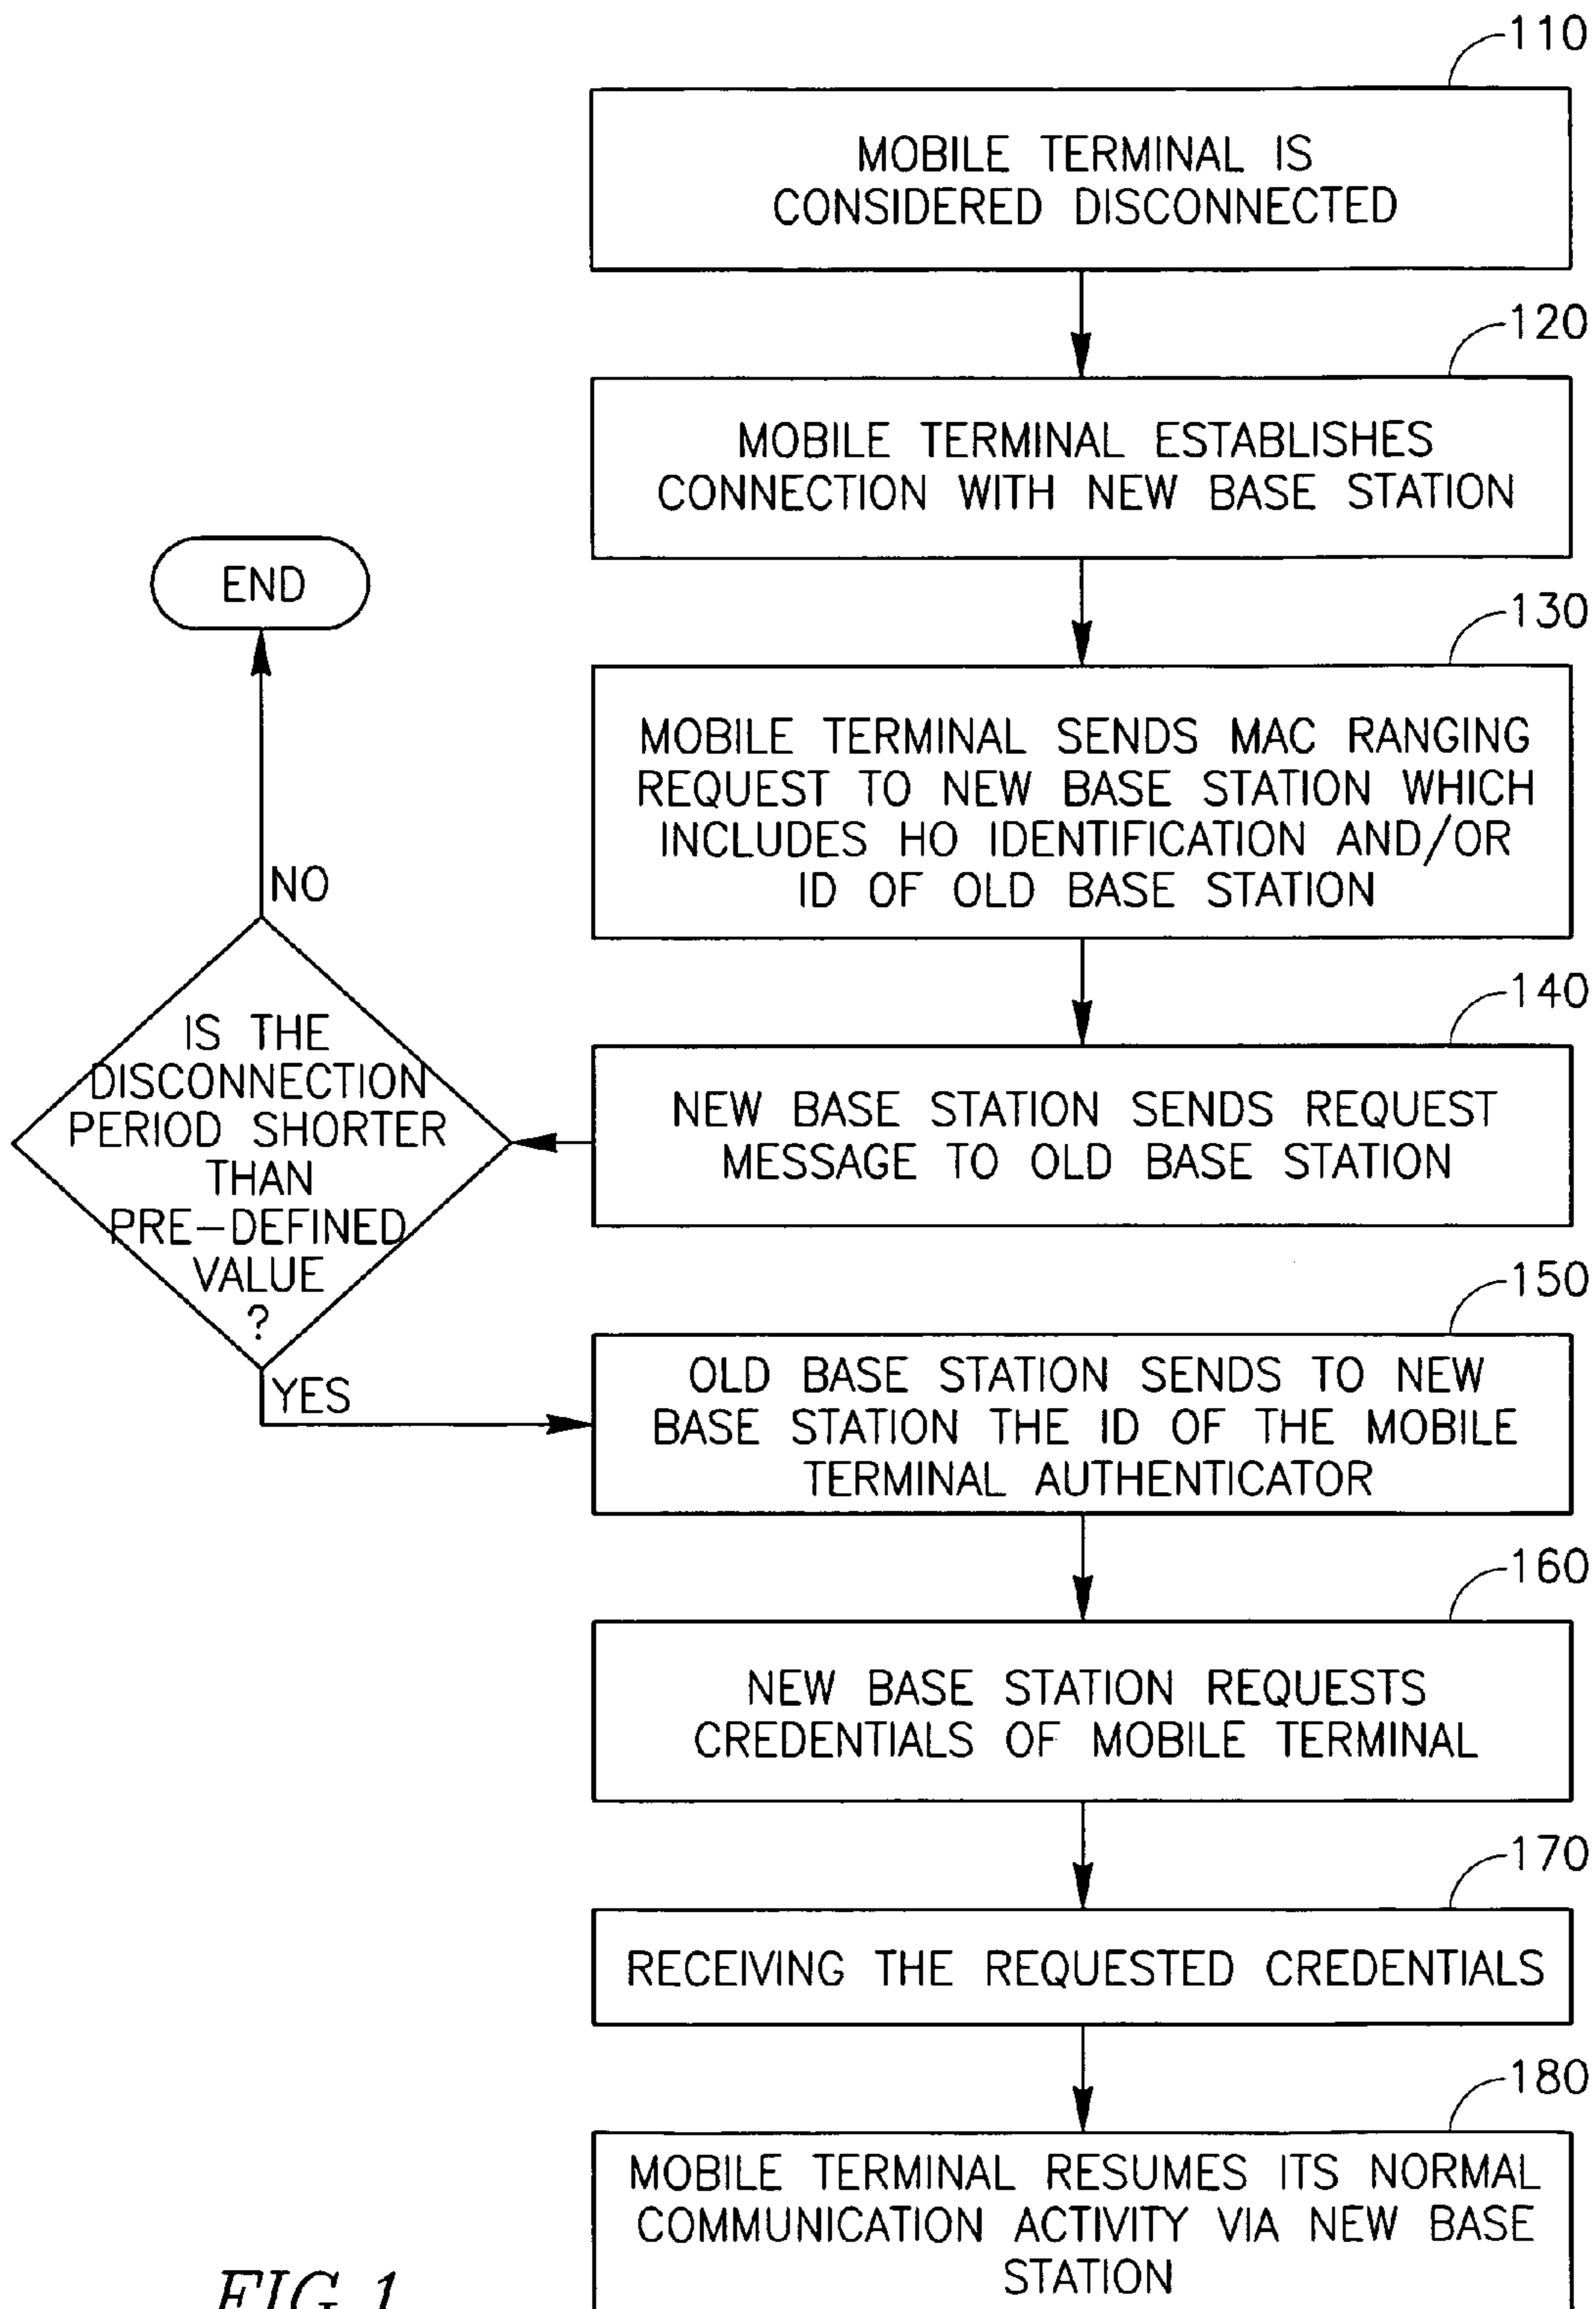 110
MOBILE TERMINAL IS
CONSIDERED DISCONNECTED
120
MOBILE TERMINAL ESTABLISHES
CONNECTION WITH NEW BASE STATION
END
130
MOBILE TERMINAL SENDS MAC RANGING
REQUEST TO NEW BASE STATION WHICH
INCLUDES HO IDENTIFICATION AND/OR
ID OF OLD BASE STATION
NO
140
NEW BASE STATION SENDS REQUEST
MESSAGE TO OLD BASE STATION
IS THE
DISCONNECTION
PERIOD SHORTER
THAN
PRE-DEFINED
VALUE
?
YES
150
OLD BASE STATION SENDS TO NEW
BASE STATION THE ID OF THE MOBILE
TERMINAL AUTHENTICATOR
160
NEW BASE STATION REQUESTS
CREDENTIALS OF MOBILE TERMINAL
170
RECEIVING THE REQUESTED CREDENTIALS
180
MOBILE TERMINAL RESUMES ITS NORMAL
COMMUNICATION ACTIVITY VIA NEW BASE
STATION
FIG.1